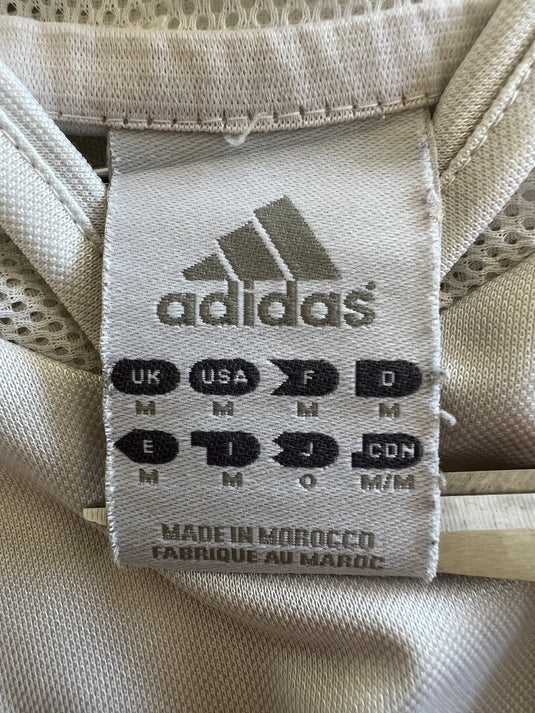 adidas
UK USA F D
M M M M
E I J CDN
M M O M/M
MADE IN MOROCCO
FABRIQUE AU MAROC